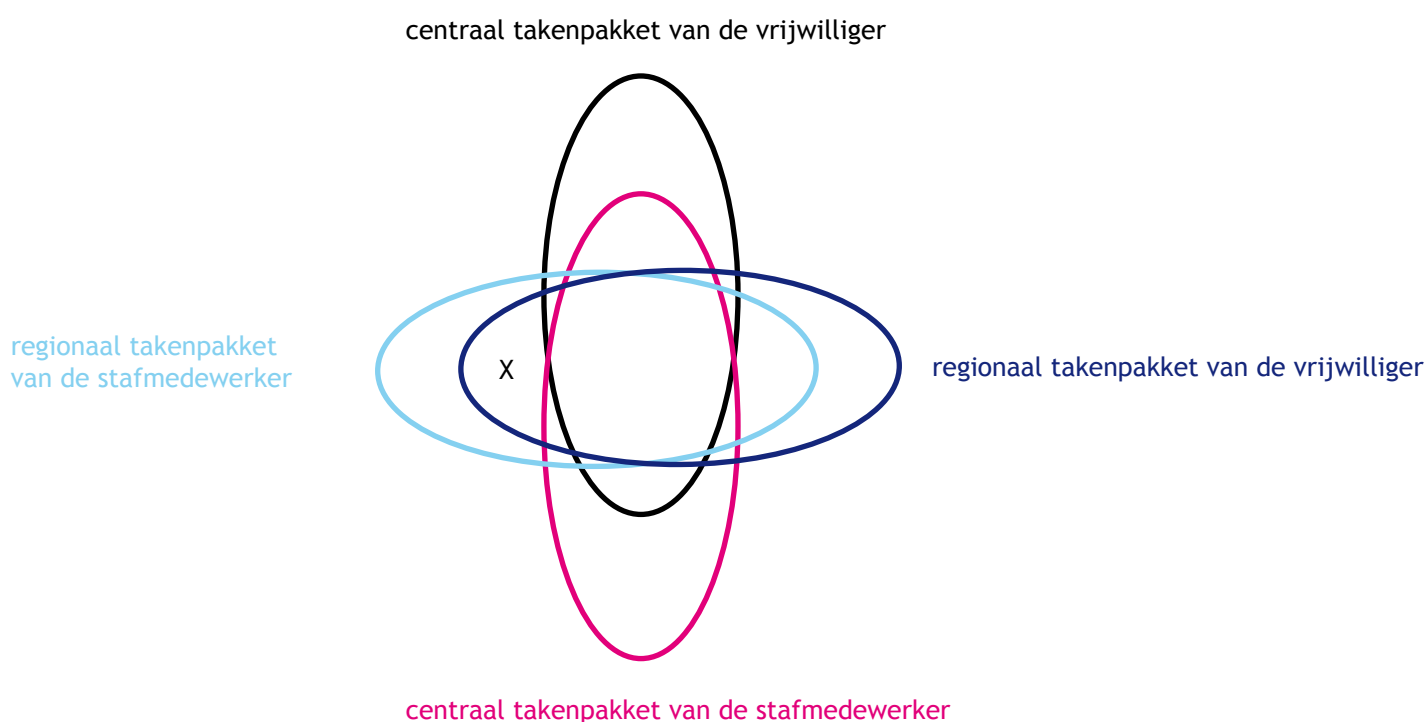 centraal takenpakket van de vrijwilliger
regionaal takenpakket
van de stafmedewerker
X
regionaal takenpakket van de vrijwilliger
centraal takenpakket van de stafmedewerker